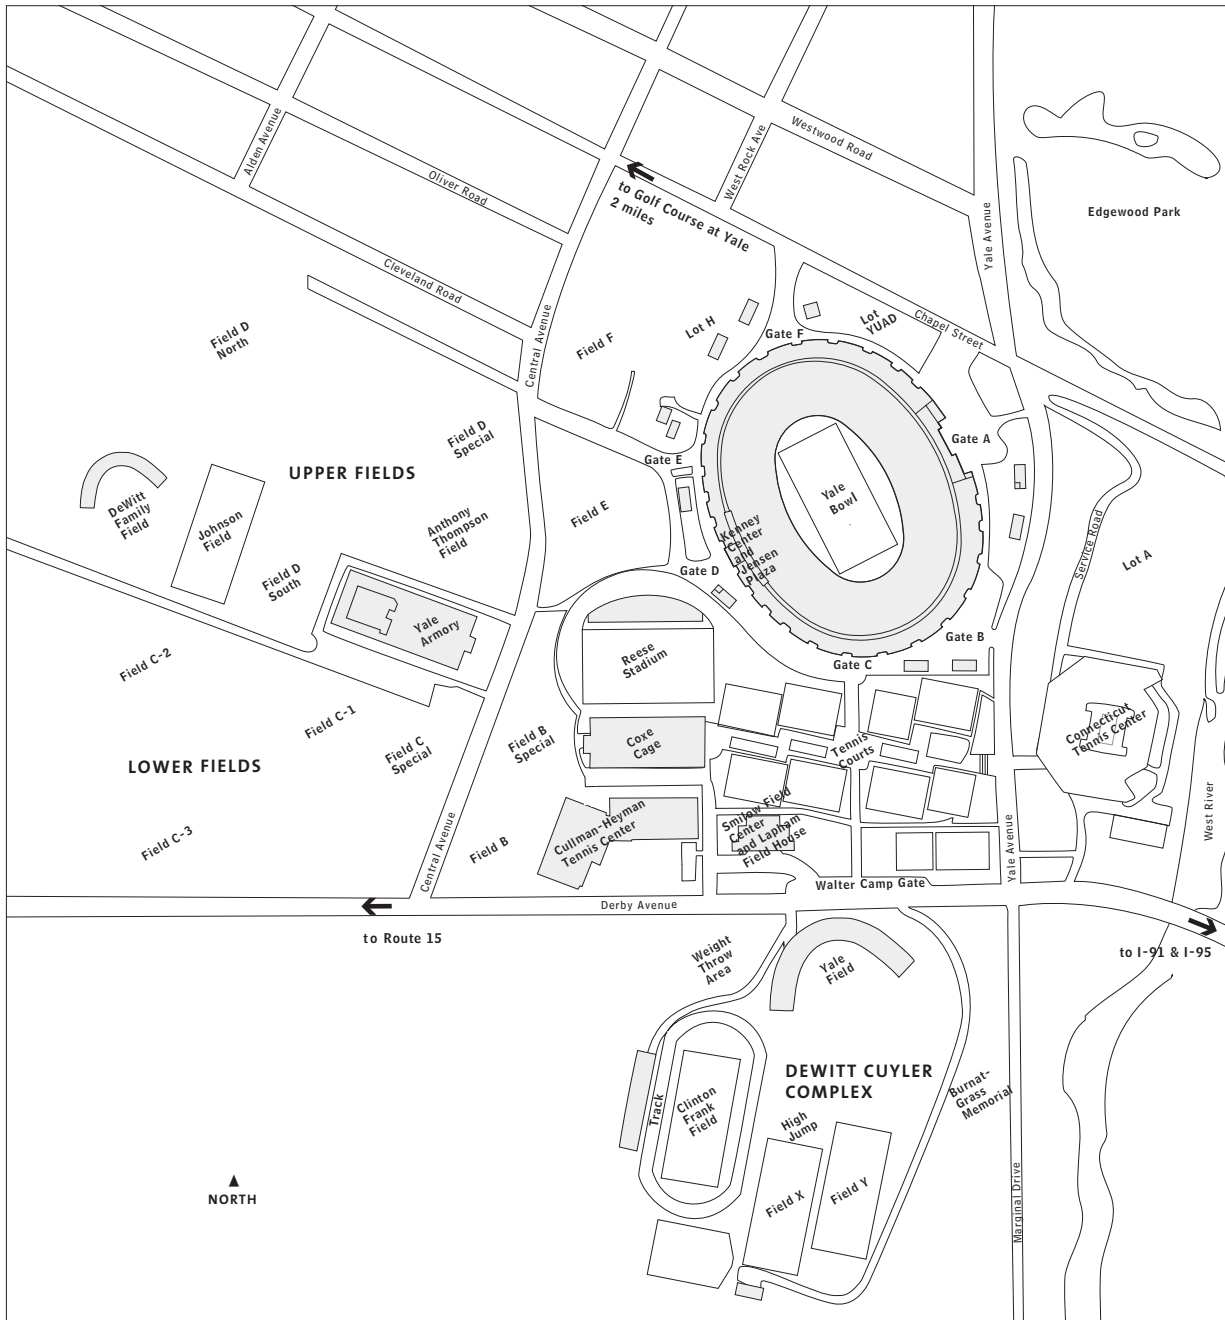 Alden Avenue
Oliver Road
Cleveland Road
Westwood Road
West Rock Ave
to Golf Course at Yale
2 miles
Yale Avenue
Edgewood Park
Central Avenue
Chapel Street
Lot
YUAD
Lot H
Gate F
Field F
Field D
North
Field D
Special
UPPER FIELDS
Gate A
Gate E
Yale
Bowl
DeWitt
Family
Field
Johnson
Field
Anthony
Thompson
Field
Field E
Kenney
Center
and
Jensen
Plaza
Service Road
Lot A
Field D
South
Gate D
Yale
Armory
Gate B
Gate C
Reese
Stadium
Field C-2
Field C-1
Field C
Special
Field B
Special
Coxe
Cage
Tennis
Courts
Connecticut
Tennis Center
LOWER FIELDS
Field C-3
Central Avenue
Field B
Cullman-Heyman
Tennis Center
Smilow Field
Center
and Lapham
Field House
Yale Avenue
West River
Walter Camp Gate
Derby Avenue
to Route 15
to I-91 & I-95
Weight
Throw
Area
Yale
Field
DEWITT CUYLER
COMPLEX
Burnat-
Grass
Memorial
Track
Clinton
Frank
Field
High
Jump
Field X
Field Y
Marginal Drive
NORTH